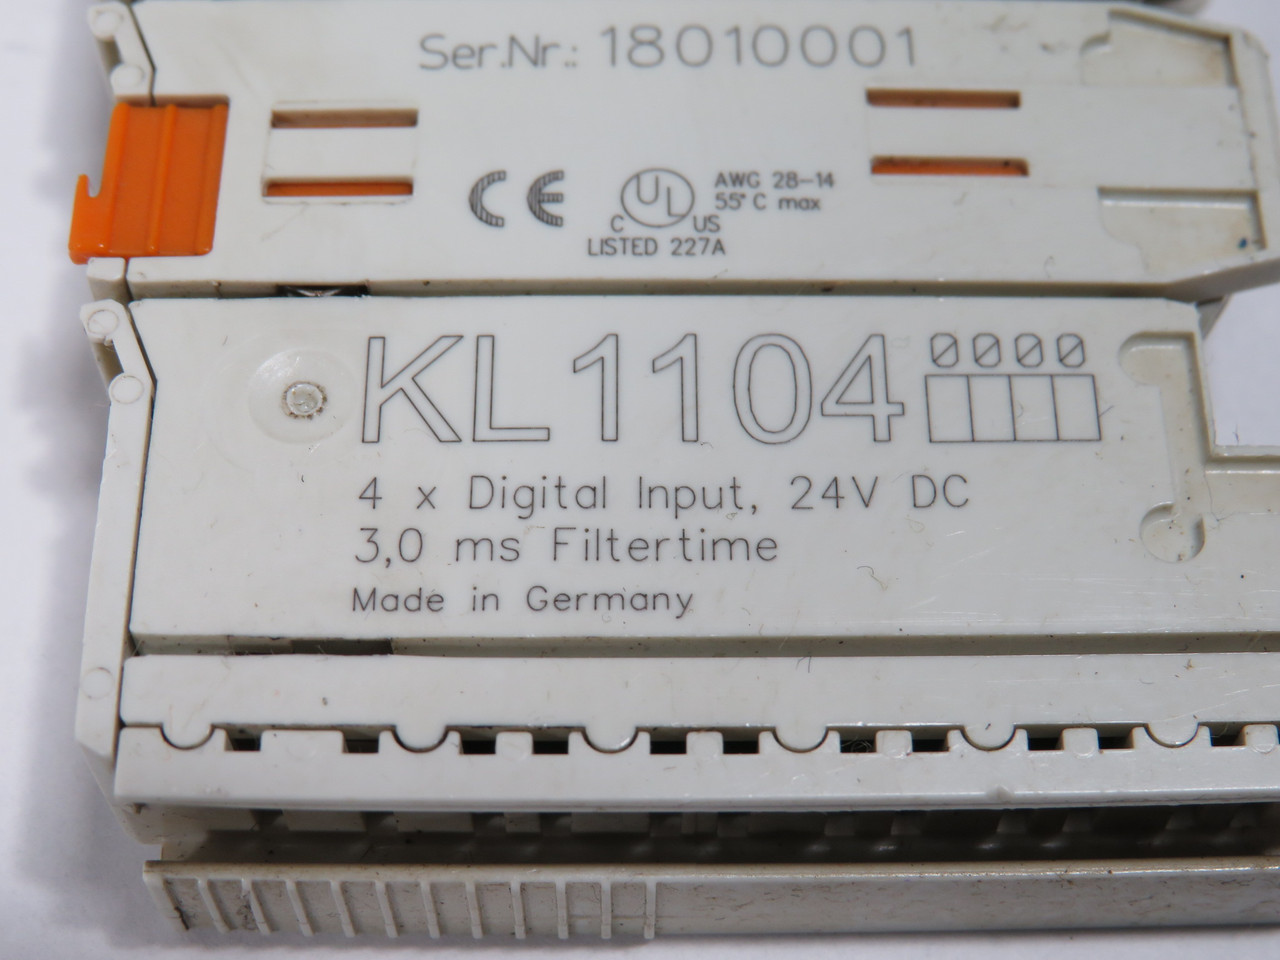 Ser.Nr.: 18010001
CE
UL
C US
LISTED 227A
AWG 28-14
55°C max
KL1104
0000
4 x Digital Input, 24V DC
3,0 ms Filtertime
Made in Germany